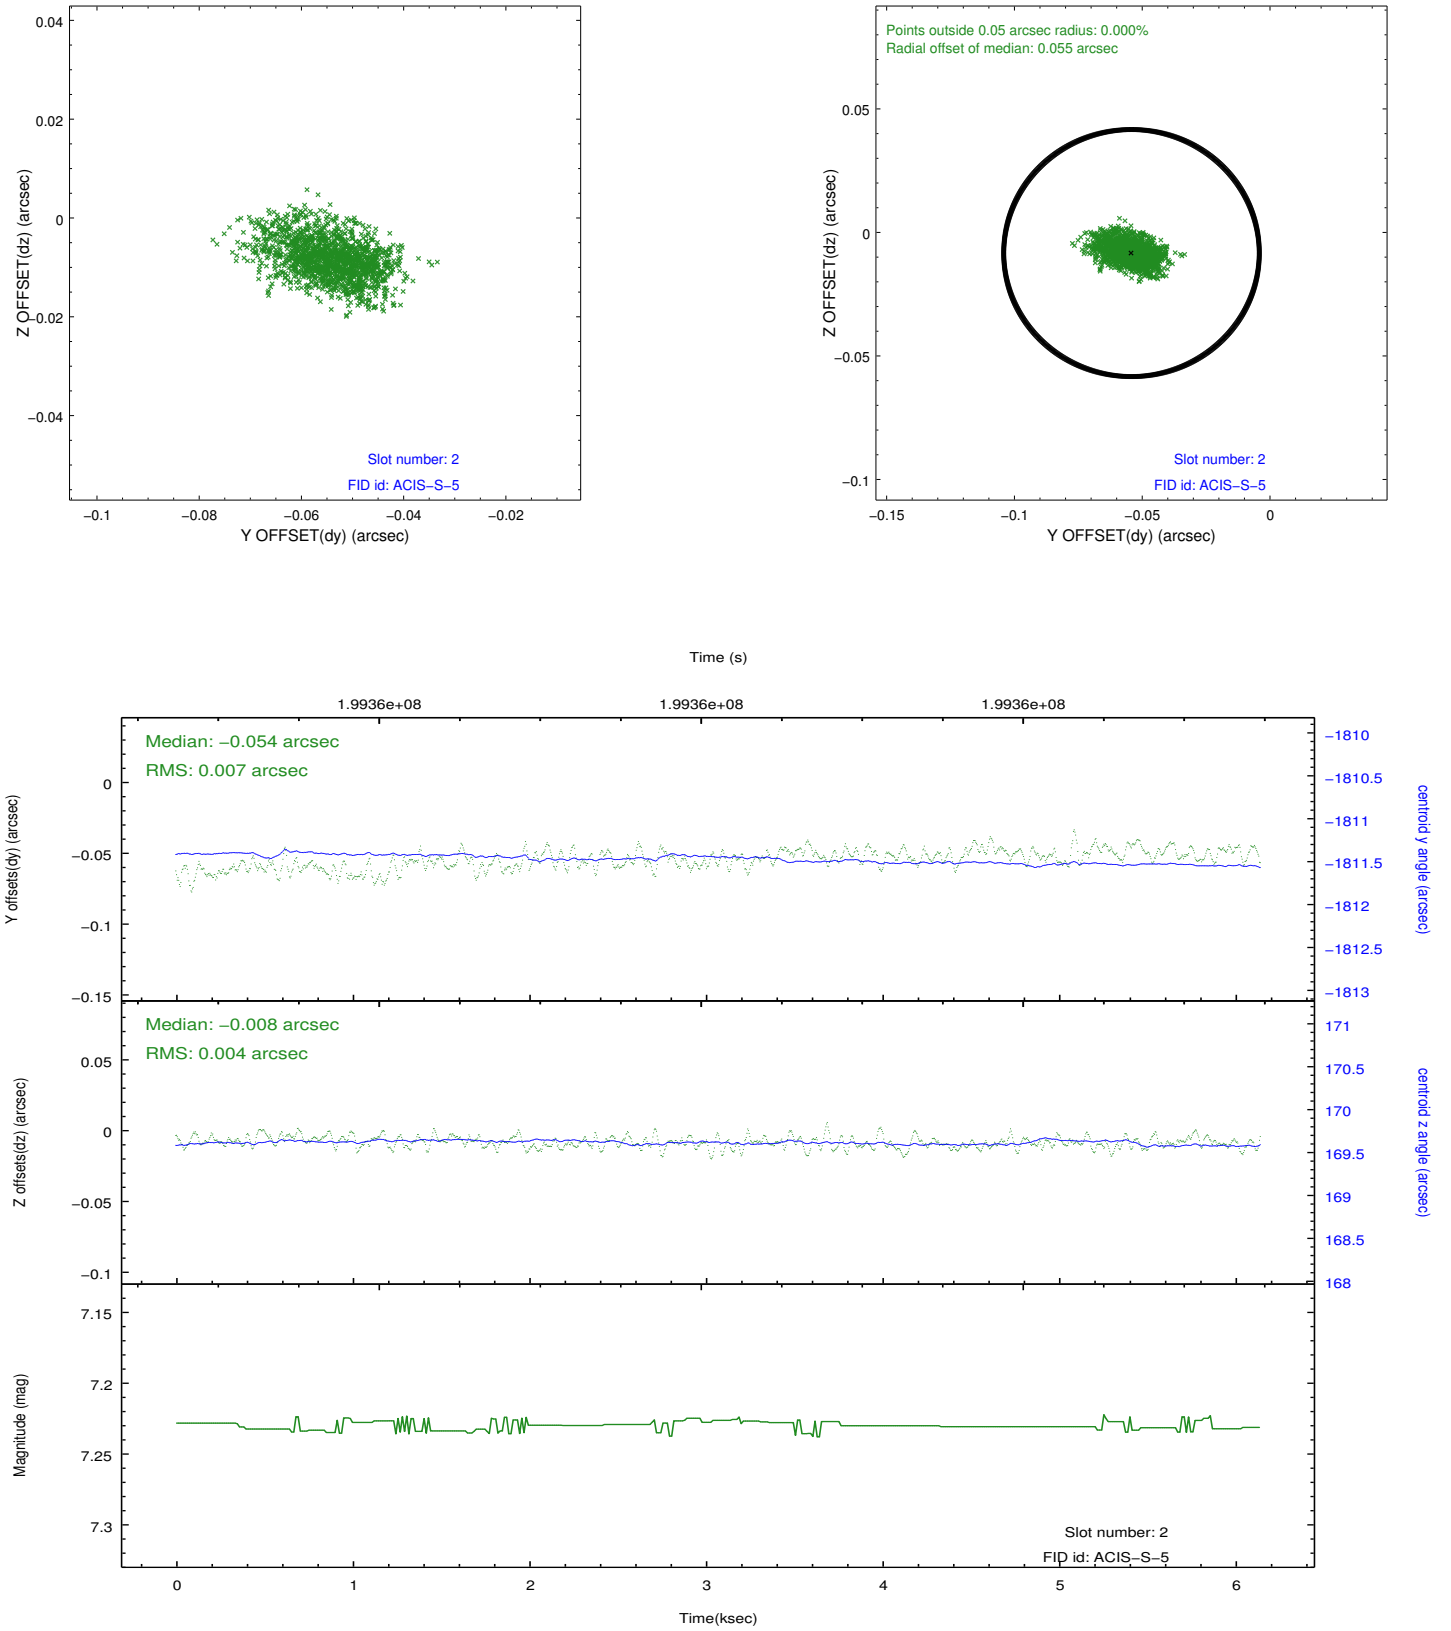 0.04
0.02
0
−0.02
−0.04
Z OFFSET(dz) (arcsec)
Slot number: 2
FID id: ACIS−S−5
−0.1
−0.08
−0.06
−0.04
−0.02
Y OFFSET(dy) (arcsec)
Points outside 0.05 arcsec radius: 0.000%
Radial offset of median: 0.055 arcsec
0.05
0
−0.05
−0.1
Z OFFSET(dz) (arcsec)
Slot number: 2
FID id: ACIS−S−5
−0.15
−0.1
−0.05
0
Y OFFSET(dy) (arcsec)
Time (s)
1.9936e+08
1.9936e+08
1.9936e+08
Median: −0.054 arcsec
RMS: 0.007 arcsec
0
−0.05
−0.1
−0.15
Y offsets(dy) (arcsec)
−1810
−1810.5
−1811
−1811.5
−1812
−1812.5
−1813
centroid y angle (arcsec)
Median: −0.008 arcsec
RMS: 0.004 arcsec
0.05
0
−0.05
−0.1
Z offsets(dz) (arcsec)
171
170.5
170
169.5
169
168.5
168
centroid z angle (arcsec)
7.15
7.2
7.25
7.3
Magnitude (mag)
Slot number: 2
FID id: ACIS−S−5
0
1
2
3
4
5
6
Time(ksec)